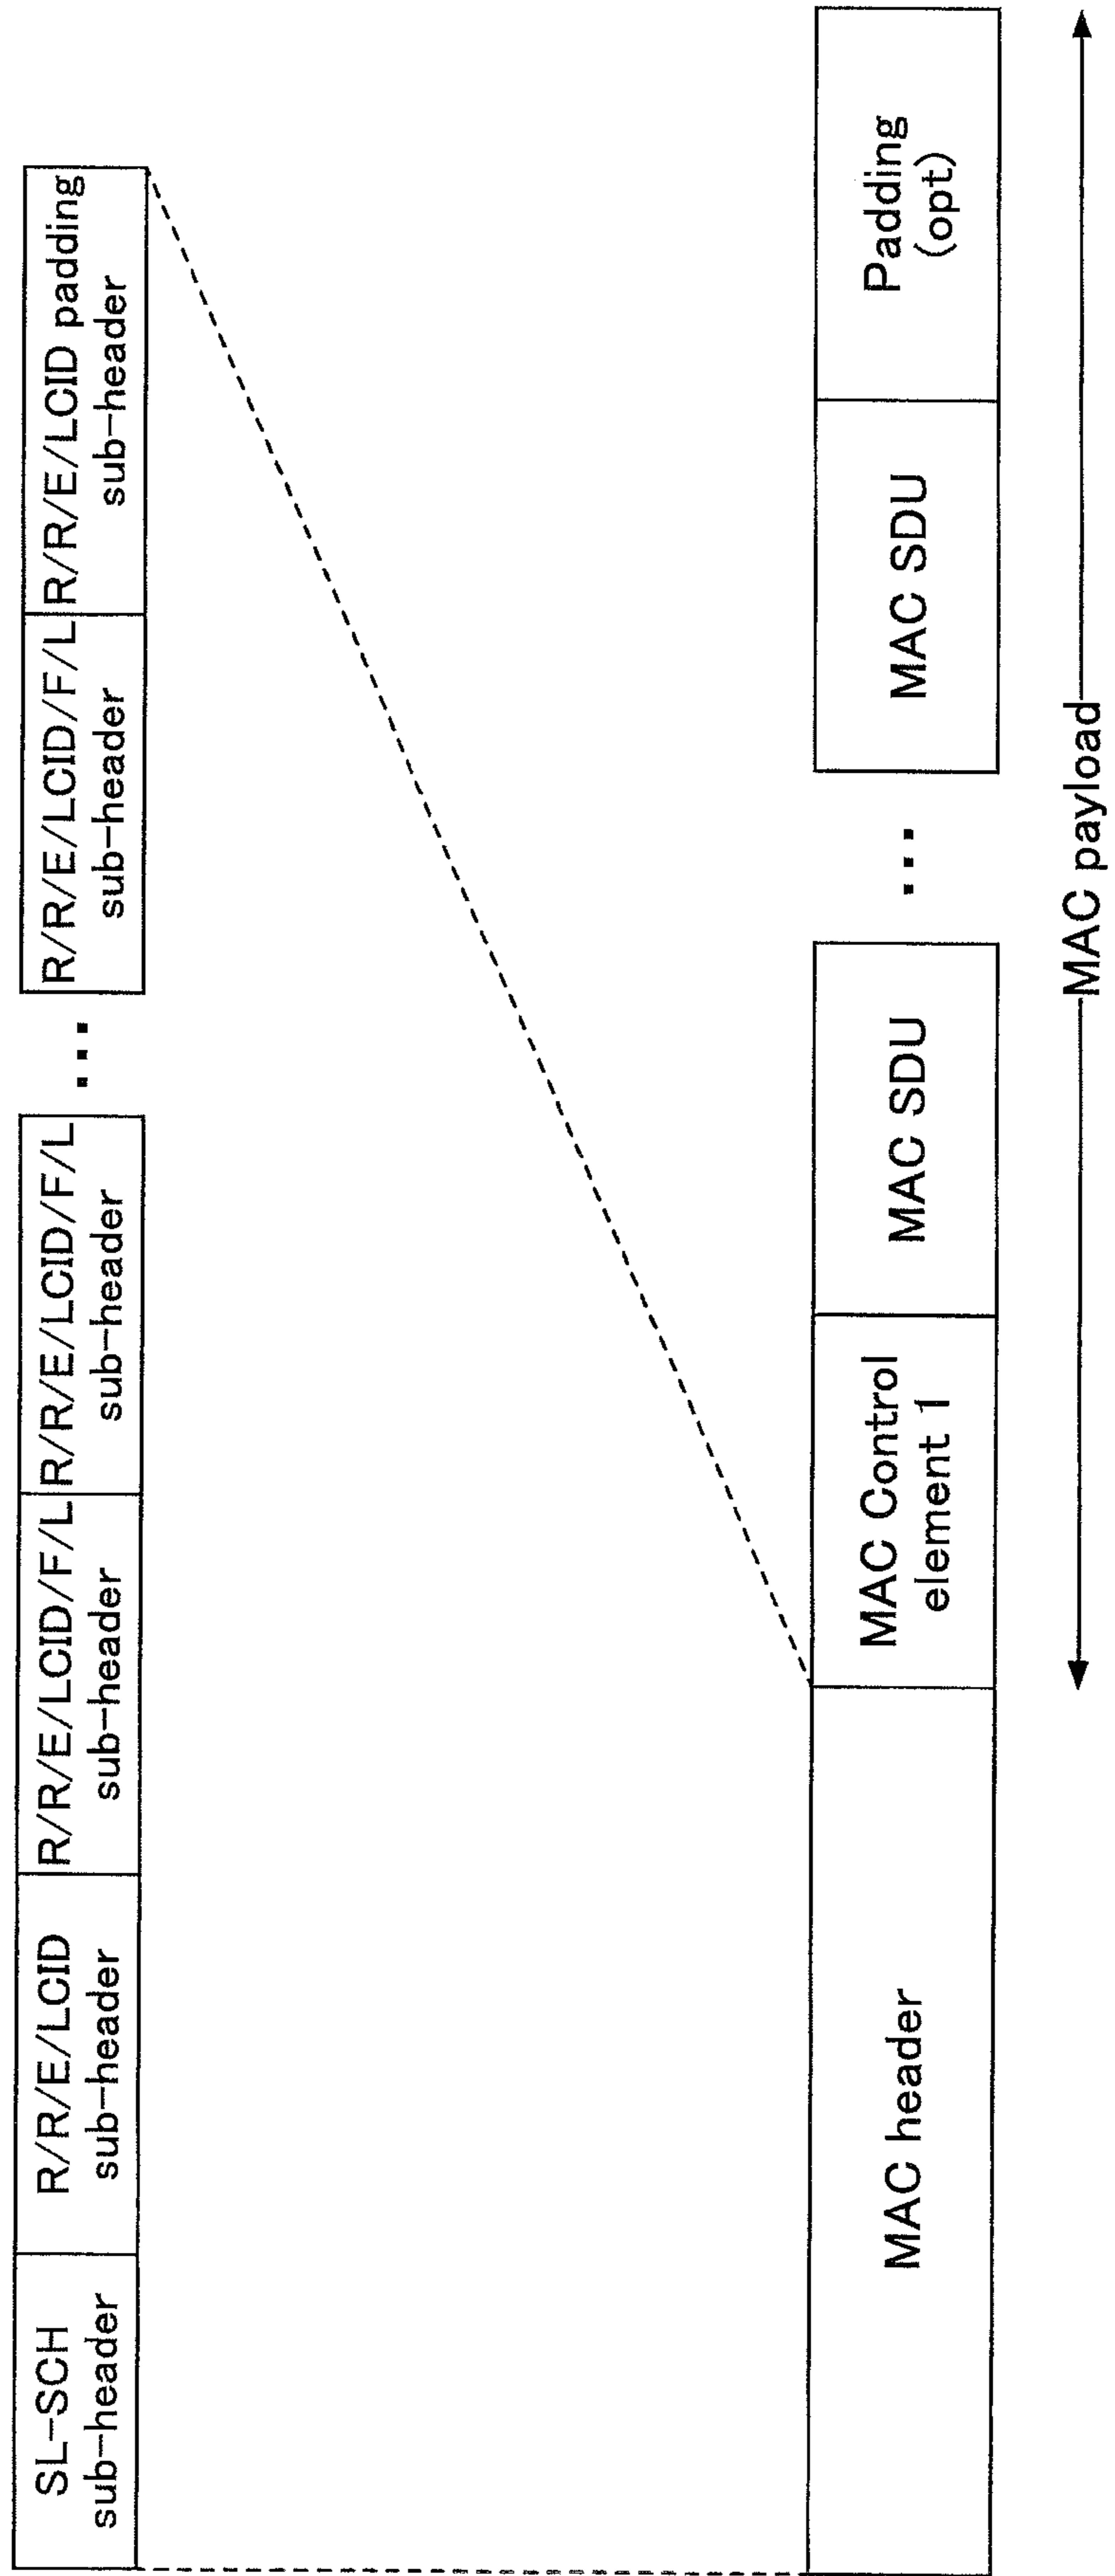 SL-SCH
sub-header
R/R/E/LCID
sub-header
R/R/E/LCID/F/L
sub-header
R/R/E/LCID/F/L
sub-header
...
R/R/E/LCID/F/L
sub-header
R/R/E/LCID padding
sub-header
MAC header
MAC Control
element 1
MAC SDU
...
MAC SDU
Padding
(opt)
MAC payload